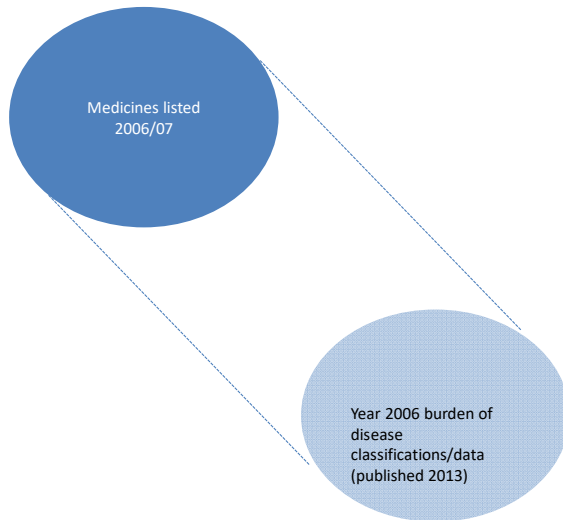 Medicines listed
2006/07
Year 2006 burden of
disease
classifications/data
(published 2013)